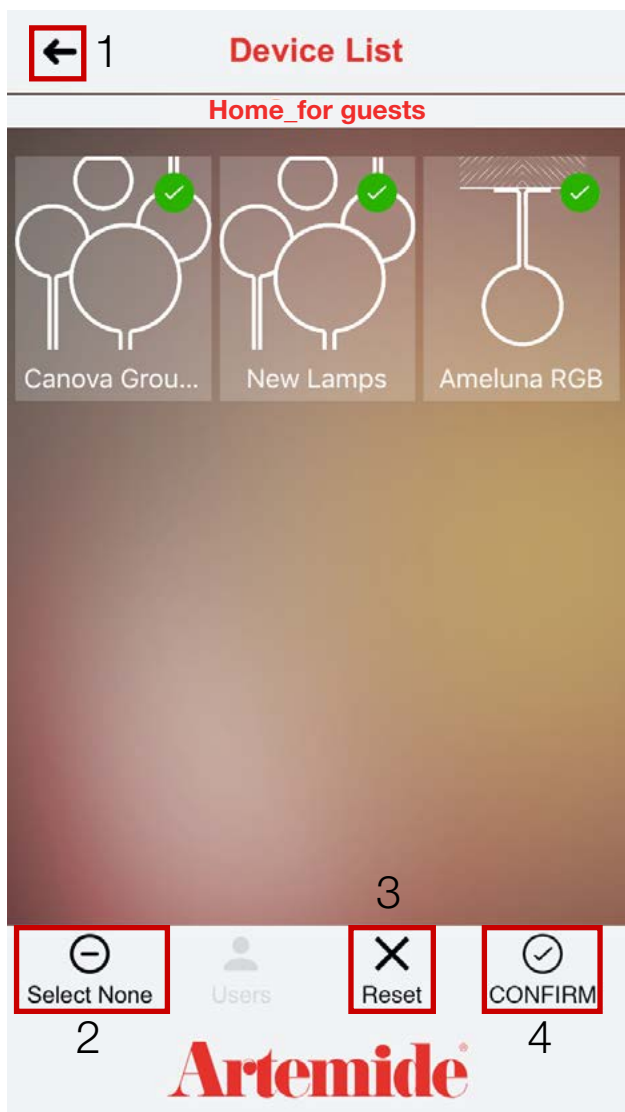 1 Device List
Home_for guests
Canova Grou... New Lamps Ameluna RGB
3
Select None Users Reset CONFIRM
2 4
Artemide®